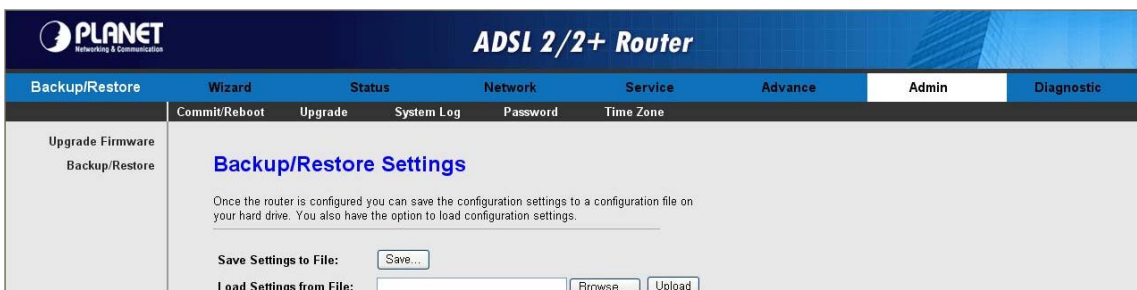 PLANET
Networking & Communication
ADSL 2/2+ Router
Backup/Restore Wizard Status Network Service Advance Admin Diagnostic
Commit/Reboot Upgrade System Log Password Time Zone
Upgrade Firmware
Backup/Restore
Backup/Restore Settings
Once the router is configured you can save the configuration settings to a configuration file on
your hard drive. You also have the option to load configuration settings.
Save Settings to File: Save...
Load Settings from File: Browse... Upload